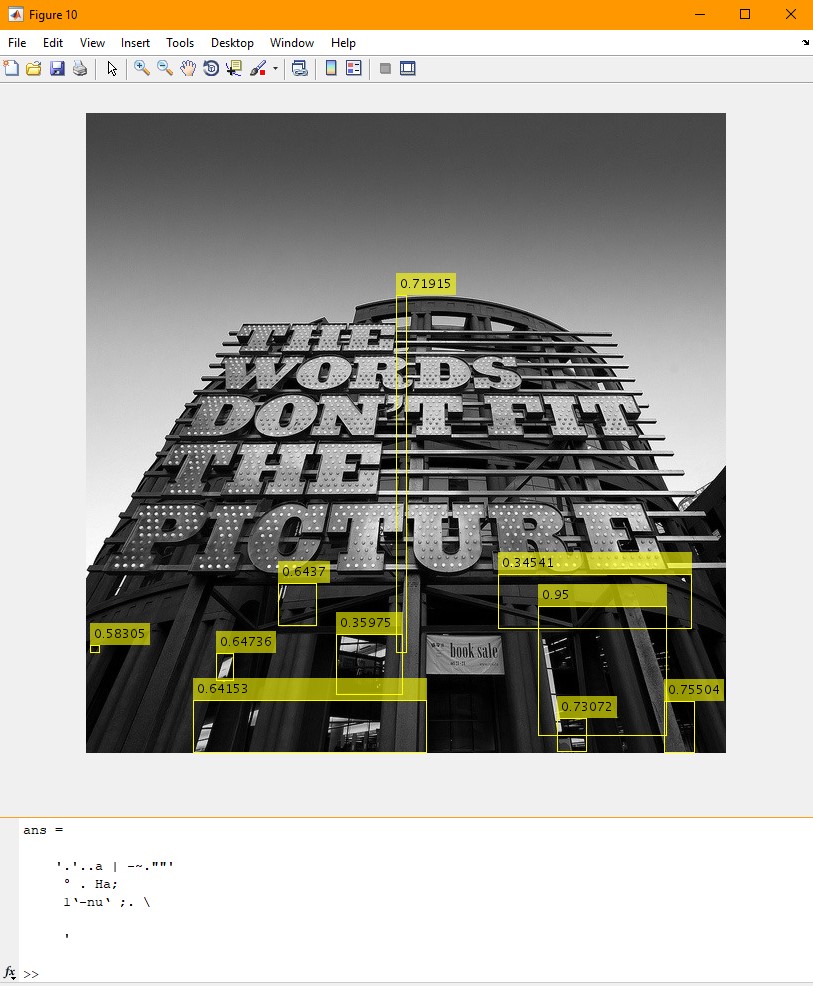 Figure 10
File Edit View Insert Tools Desktop Window Help
0.71915
THE
WORDS
DON'T FIT
THE
PICTURE
0.34541
0.6437
0.95
0.35975
0.58305
0.64736
book sale
0.64153
0.75504
0.73072
ans =
'.'..a | −~.""'
° . Ha;
l‘−nu‘ ;. \
'
fx >>